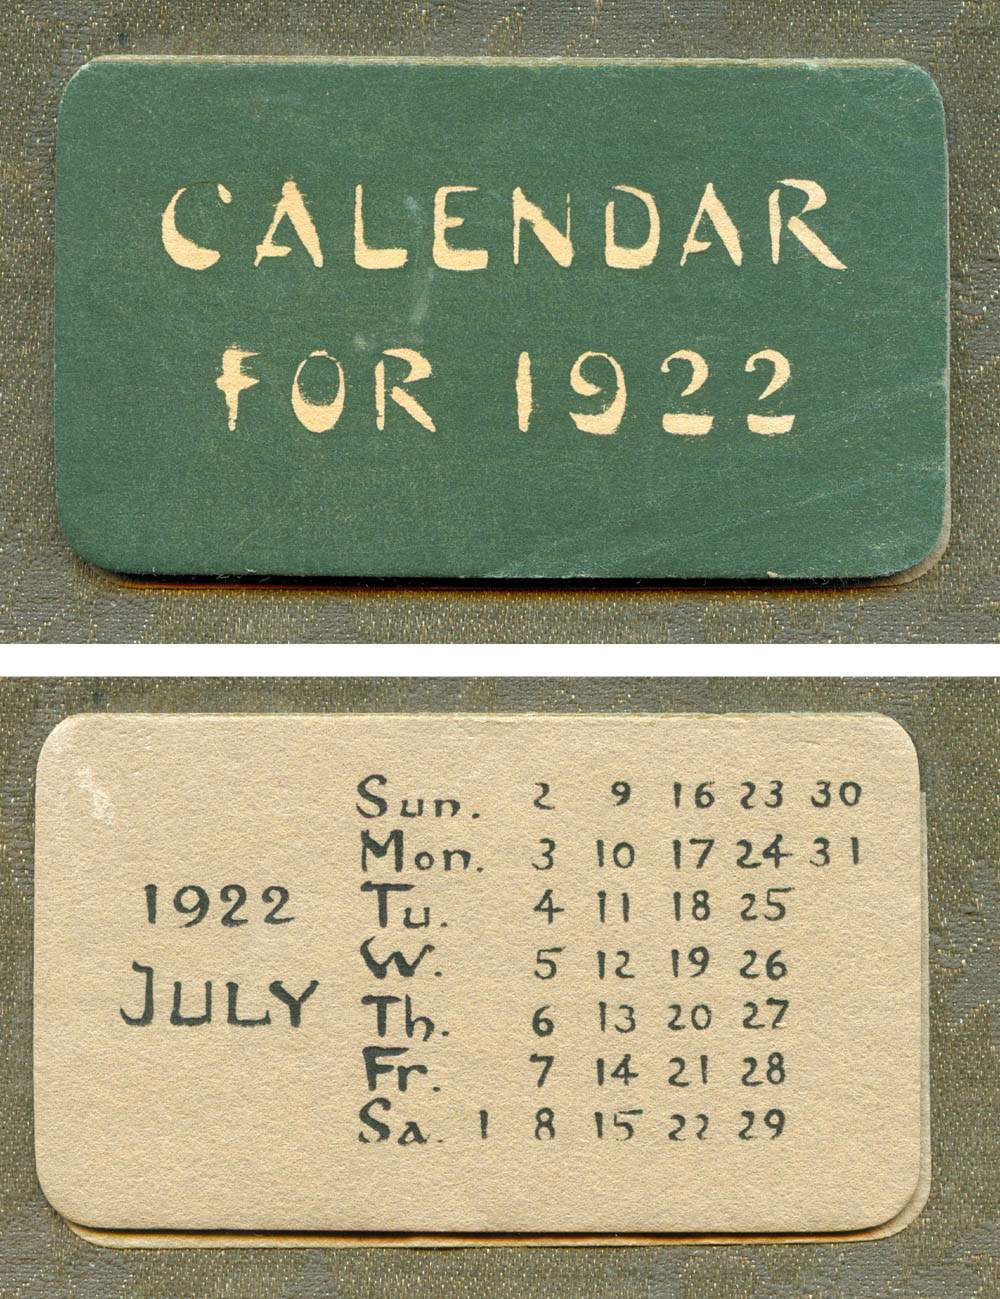 CALENDAR
FOR 1922
1922
JULY
Sun. 2 9 16 23 30
Mon. 3 10 17 24 31
Tu. 4 11 18 25
W. 5 12 19 26
Th. 6 13 20 27
Fr. 7 14 21 28
Sa. 1 8 15 22 29